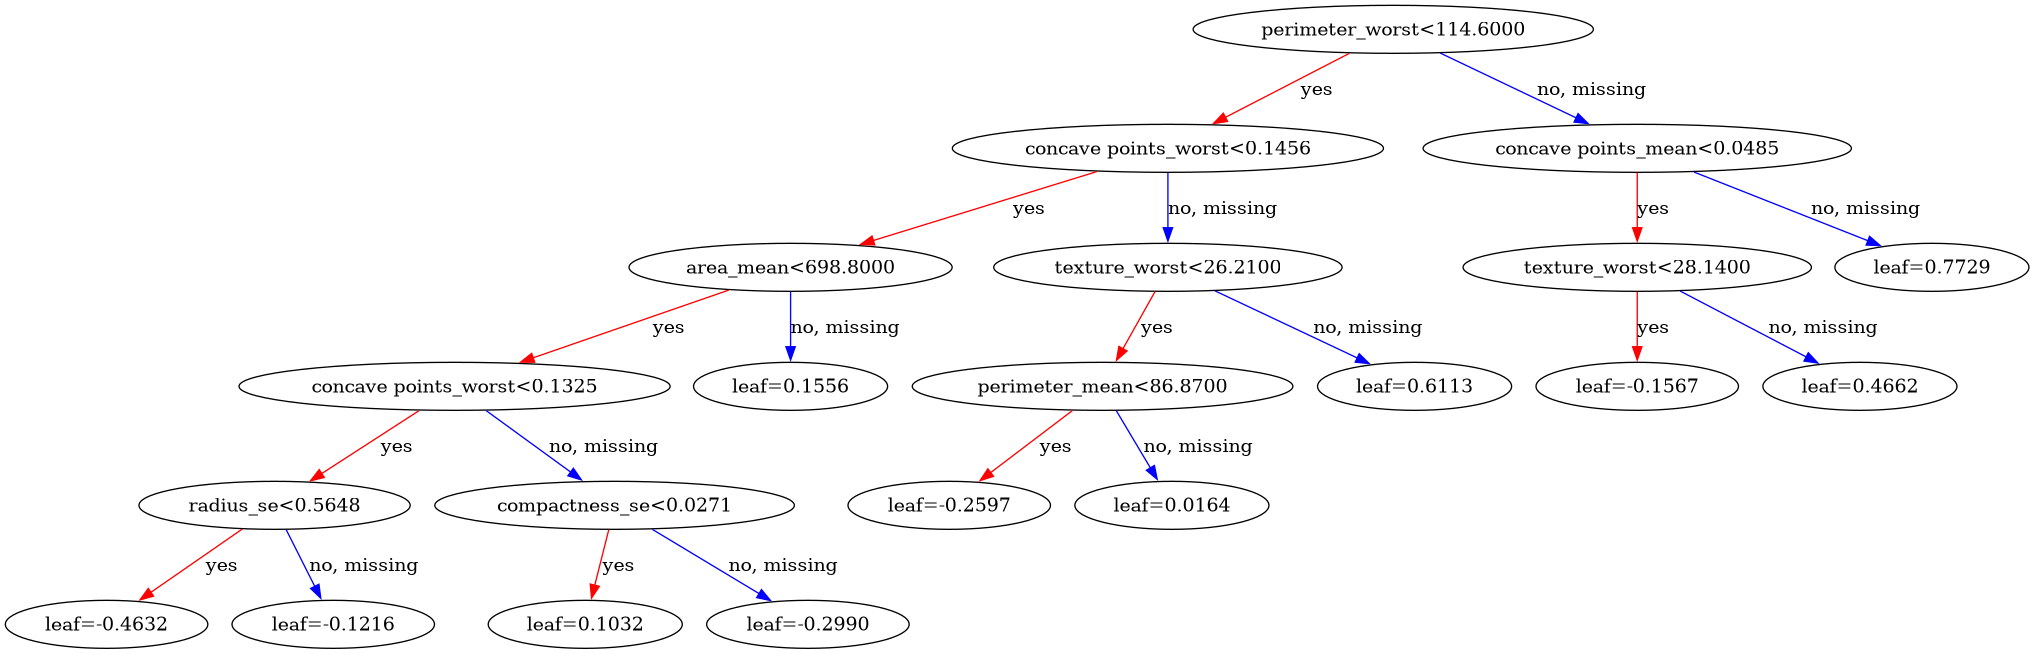 perimeter_worst<114.6000
yes
no, missing
concave points_worst<0.1456
concave points_mean<0.0485
yes
no, missing
yes
no, missing
area_mean<698.8000
texture_worst<26.2100
texture_worst<28.1400
leaf=0.7729
yes
no, missing
yes
no, missing
yes
no, missing
concave points_worst<0.1325
leaf=0.1556
perimeter_mean<86.8700
leaf=0.6113
leaf=-0.1567
leaf=0.4662
yes
no, missing
yes
no, missing
radius_se<0.5648
compactness_se<0.0271
leaf=-0.2597
leaf=0.0164
yes
no, missing
yes
no, missing
leaf=-0.4632
leaf=-0.1216
leaf=0.1032
leaf=-0.2990